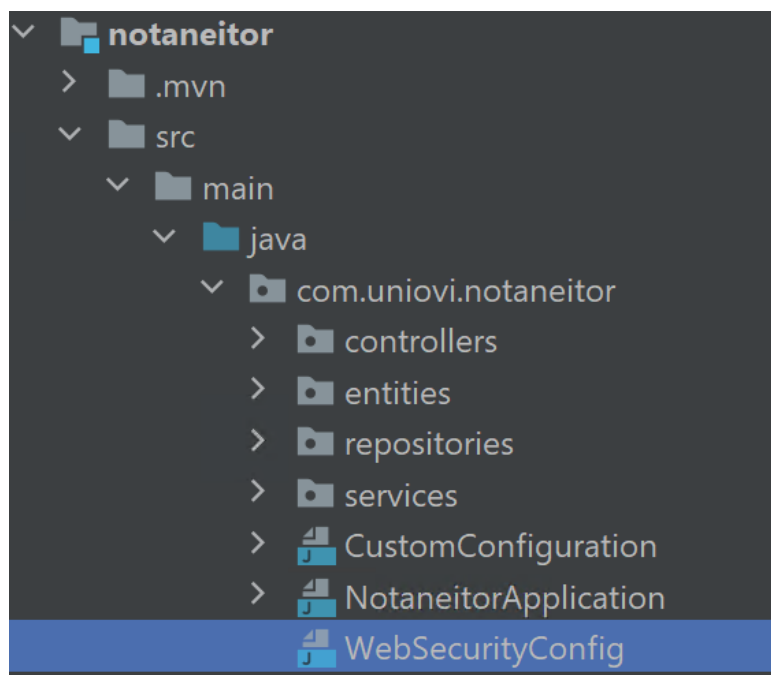 notaneitor
.mvn
src
main
java
com.uniovi.notaneitor
controllers
entities
repositories
services
CustomConfiguration
NotaneitorApplication
WebSecurityConfig